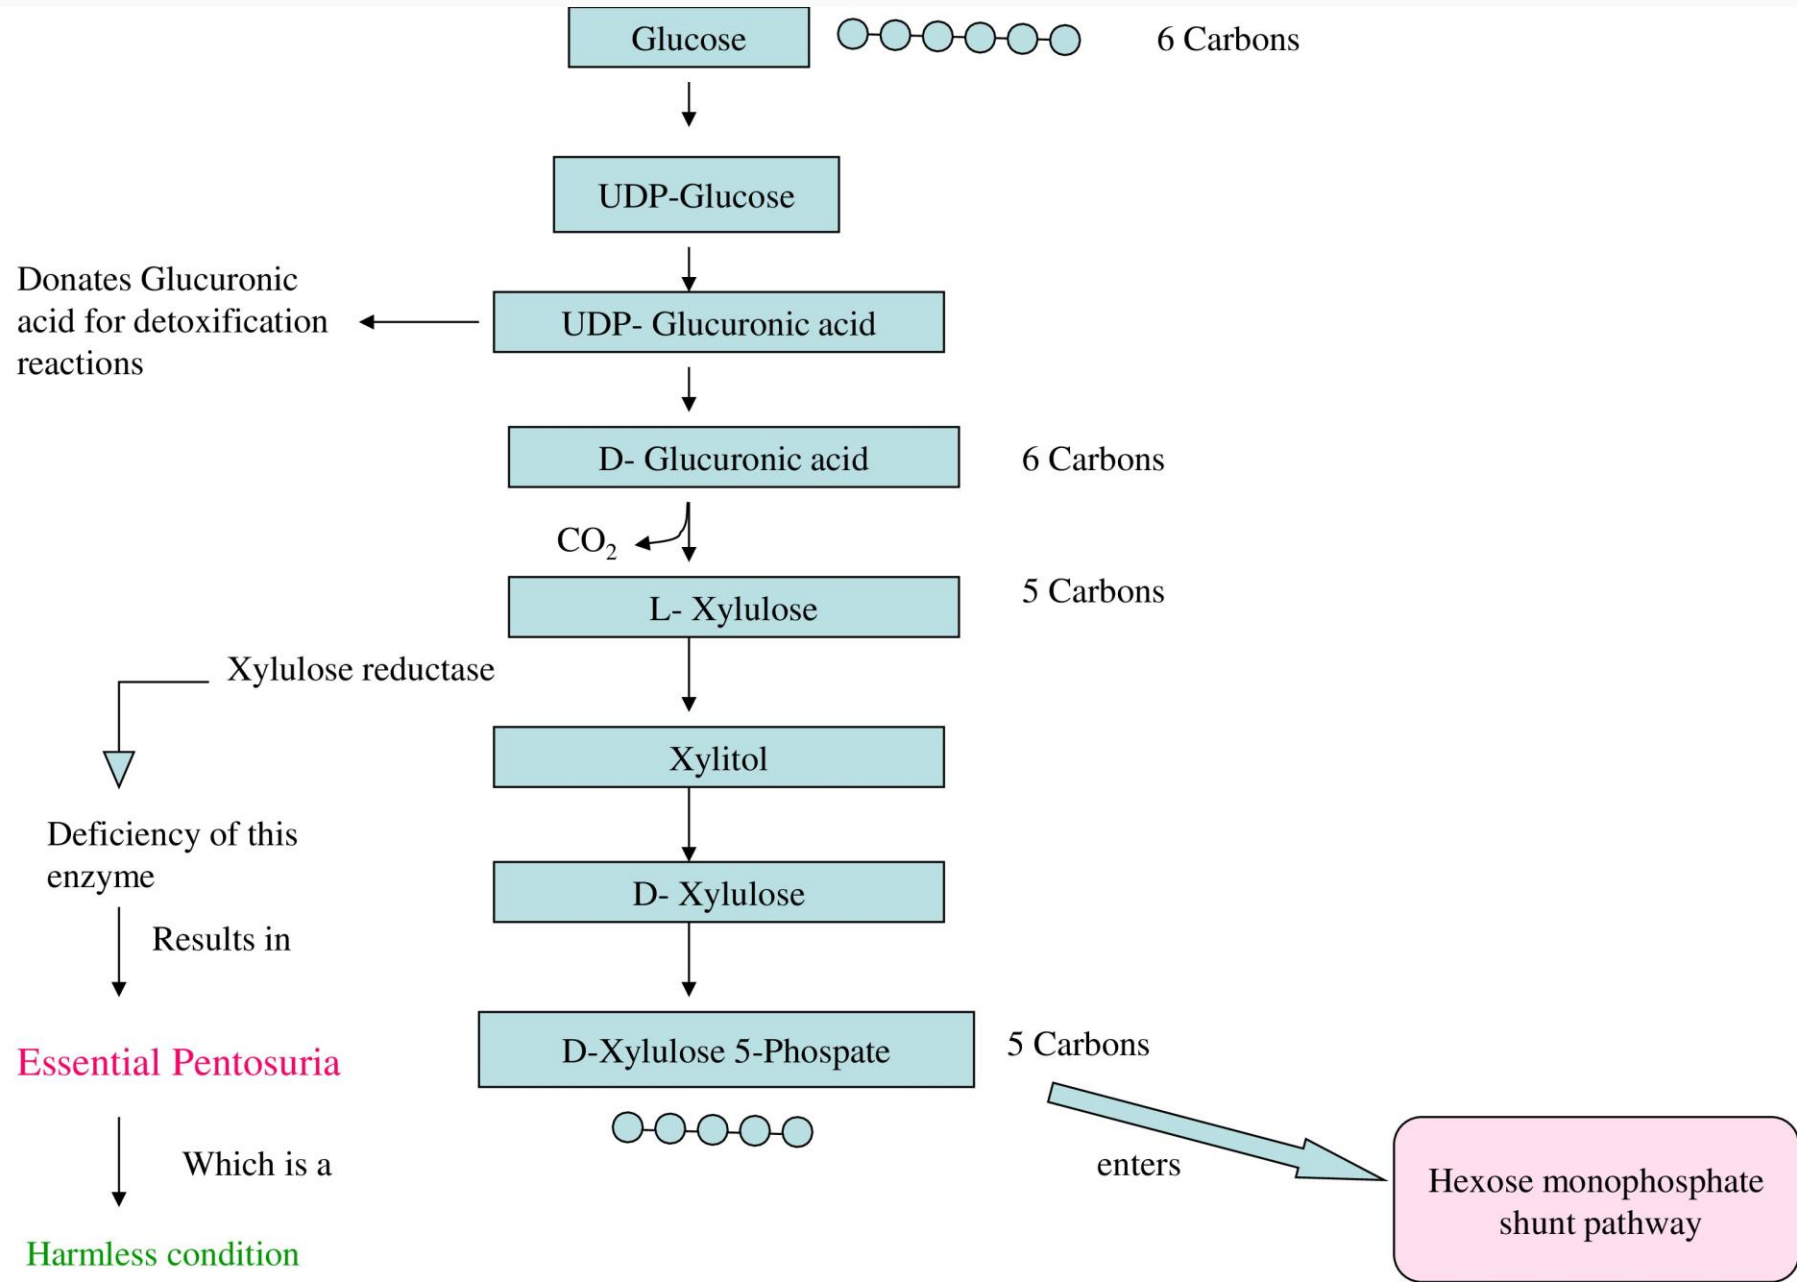 Glucose
6 Carbons
UDP-Glucose
Donates Glucuronic
acid for detoxification
reactions
UDP- Glucuronic acid
D- Glucuronic acid
6 Carbons
CO₂
L- Xylulose
5 Carbons
Xylulose reductase
Xylitol
Deficiency of this
enzyme
D- Xylulose
Results in
Essential Pentosuria
D-Xylulose 5-Phospate
5 Carbons
Which is a
enters
Hexose monophosphate
shunt pathway
Harmless condition